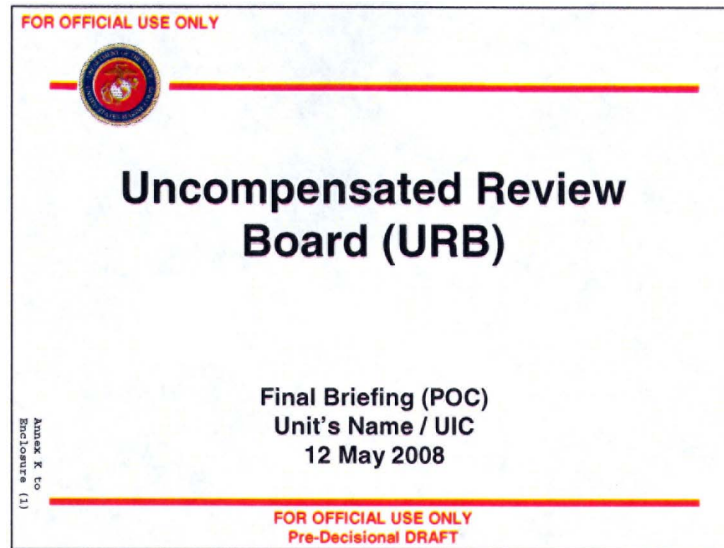 FOR OFFICIAL USE ONLY
Uncompensated Review
Board (URB)
Final Briefing (POC)
Unit's Name / UIC
12 May 2008
Annex K to
Enclosure (1)
FOR OFFICIAL USE ONLY
Pre-Decisional DRAFT